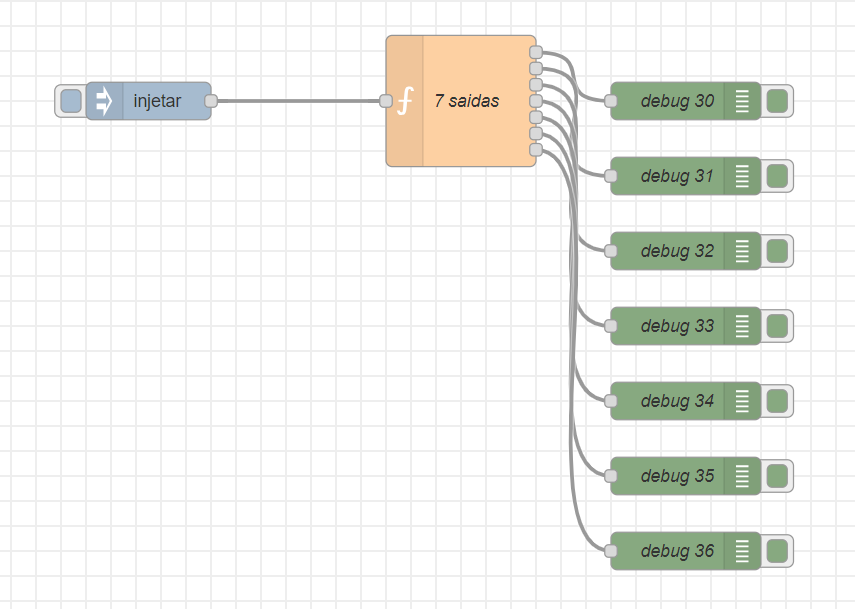 injetar
7 saidas
debug 30
debug 31
debug 32
debug 33
debug 34
debug 35
debug 36